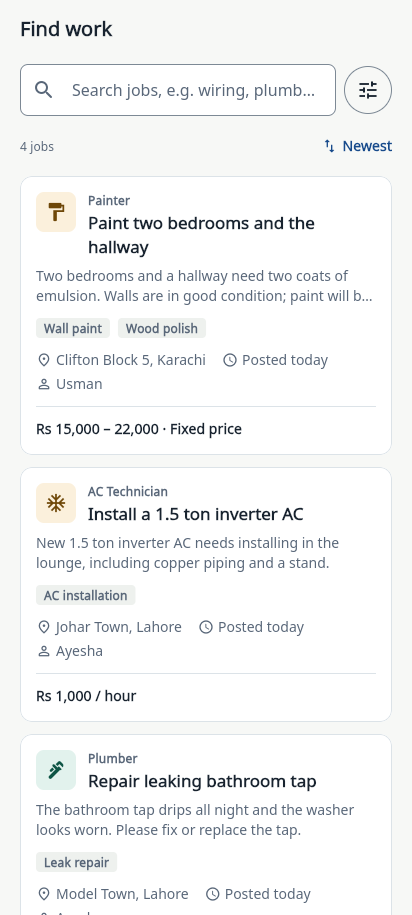 Find work
Search jobs, e.g. wiring, plumb...
4 jobs
Newest
Painter
Paint two bedrooms and the
hallway
Two bedrooms and a hallway need two coats of
emulsion. Walls are in good condition; paint will b...
Wall paint
Wood polish
Clifton Block 5, Karachi
Posted today
Usman
Rs 15,000 – 22,000 · Fixed price
AC Technician
Install a 1.5 ton inverter AC
New 1.5 ton inverter AC needs installing in the
lounge, including copper piping and a stand.
AC installation
Johar Town, Lahore
Posted today
Ayesha
Rs 1,000 / hour
Plumber
Repair leaking bathroom tap
The bathroom tap drips all night and the washer
looks worn. Please fix or replace the tap.
Leak repair
Model Town, Lahore
Posted today